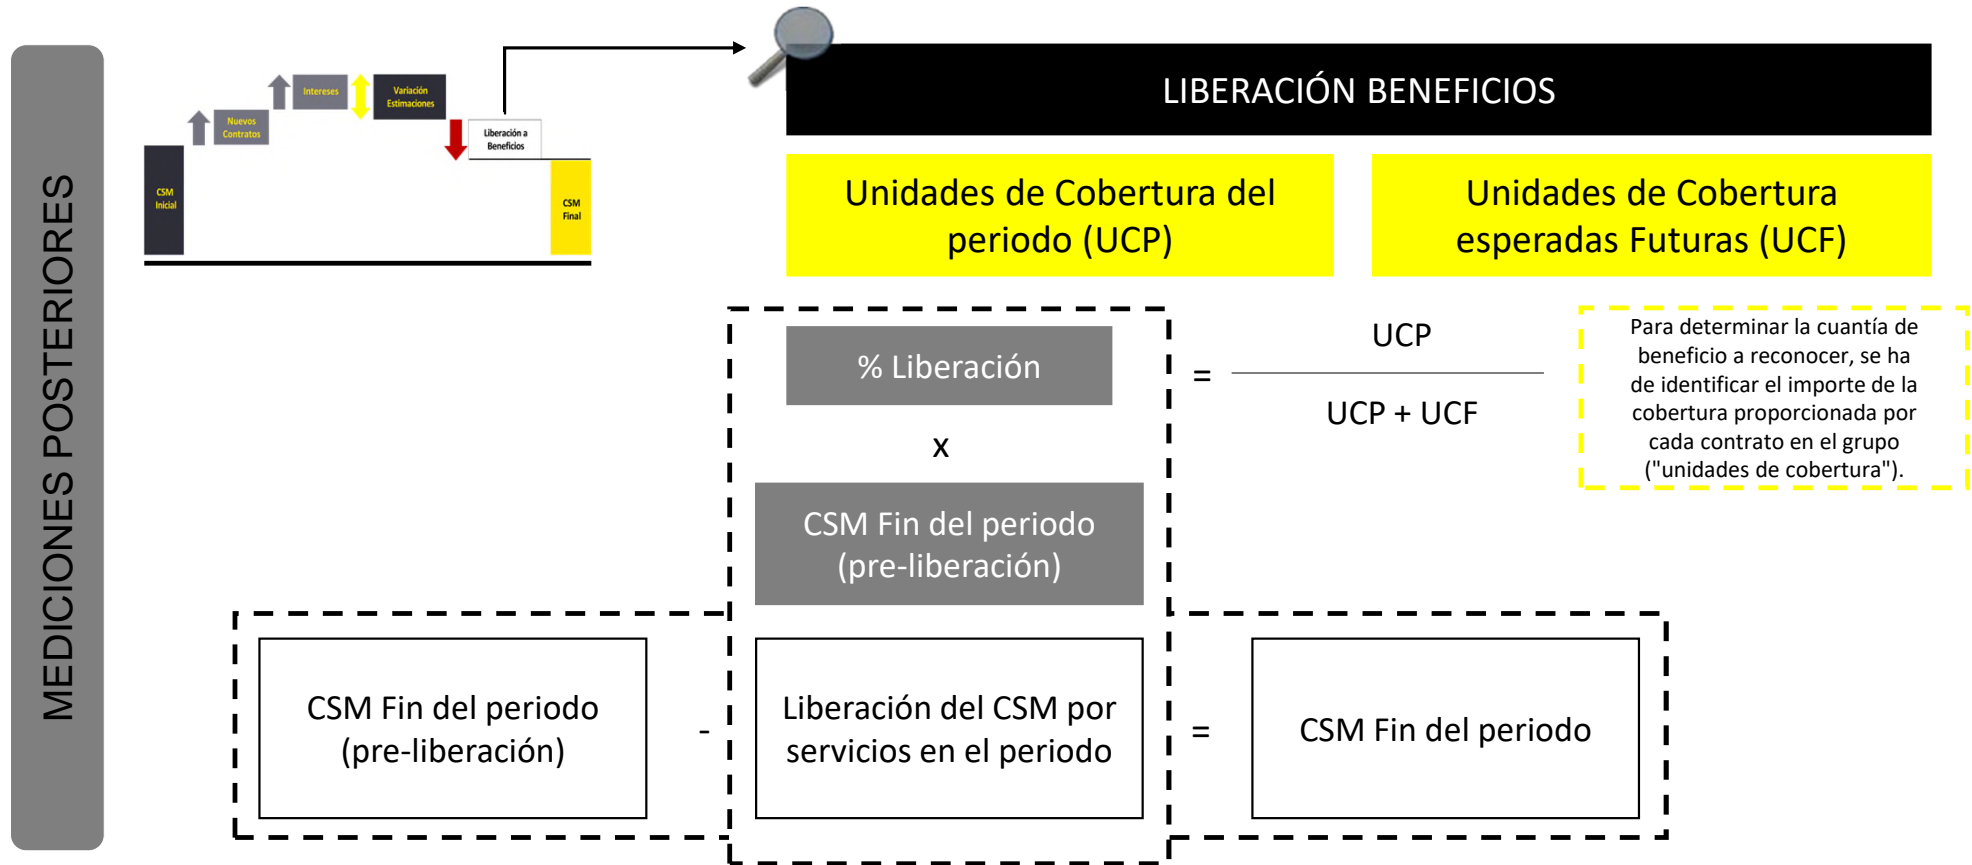 MEDICIONES POSTERIORES
CSM
Inicial
Nuevos
Contratos
Intereses
Variación
Estimaciones
Liberación a
Beneficios
CSM
Final
LIBERACIÓN BENEFICIOS
Unidades de Cobertura del
periodo (UCP)
Unidades de Cobertura
esperadas Futuras (UCF)
% Liberación
=
UCP
UCP + UCF
Para determinar la cuantía de
beneficio a reconocer, se ha
de identificar el importe de la
cobertura proporcionada por
cada contrato en el grupo
("unidades de cobertura").
x
CSM Fin del periodo
(pre-liberación)
CSM Fin del periodo
(pre-liberación)
-
Liberación del CSM por
servicios en el periodo
=
CSM Fin del periodo